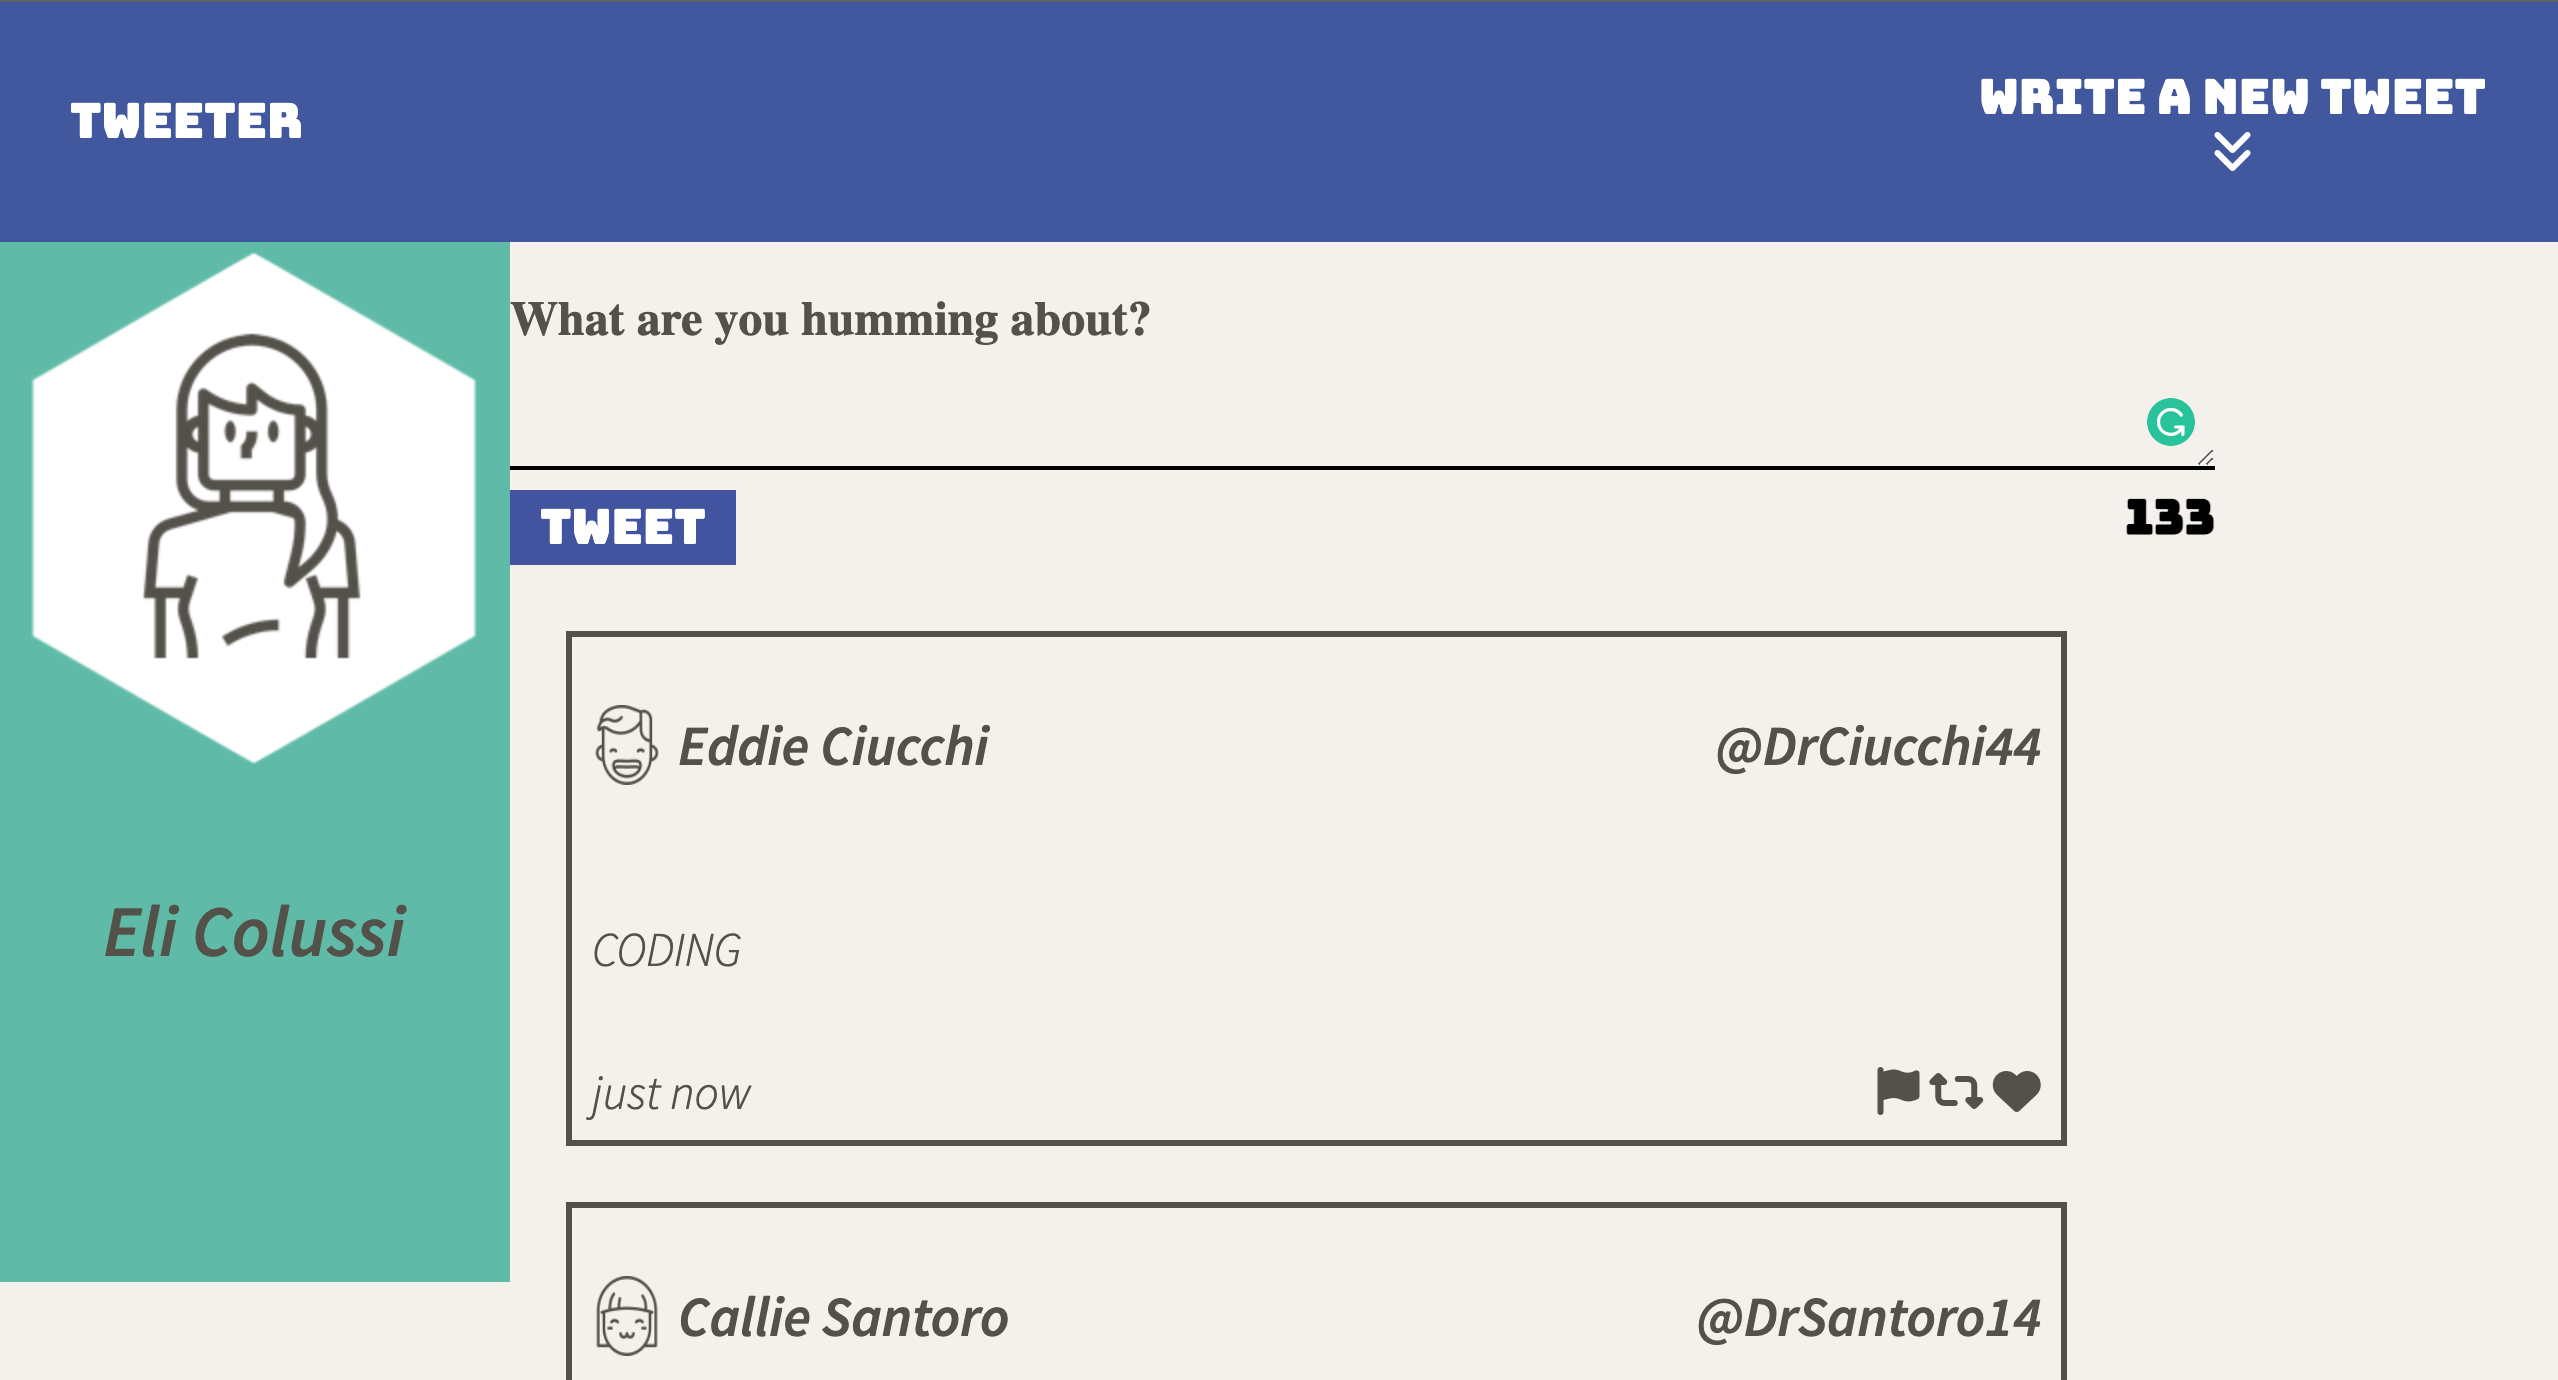 TWEETER
WRITE A NEW TWEET
What are you humming about?
TWEET
133
Eddie Ciucchi
@DrCiucchi44
Eli Colussi
CODING
just now
Callie Santoro
@DrSantoro14